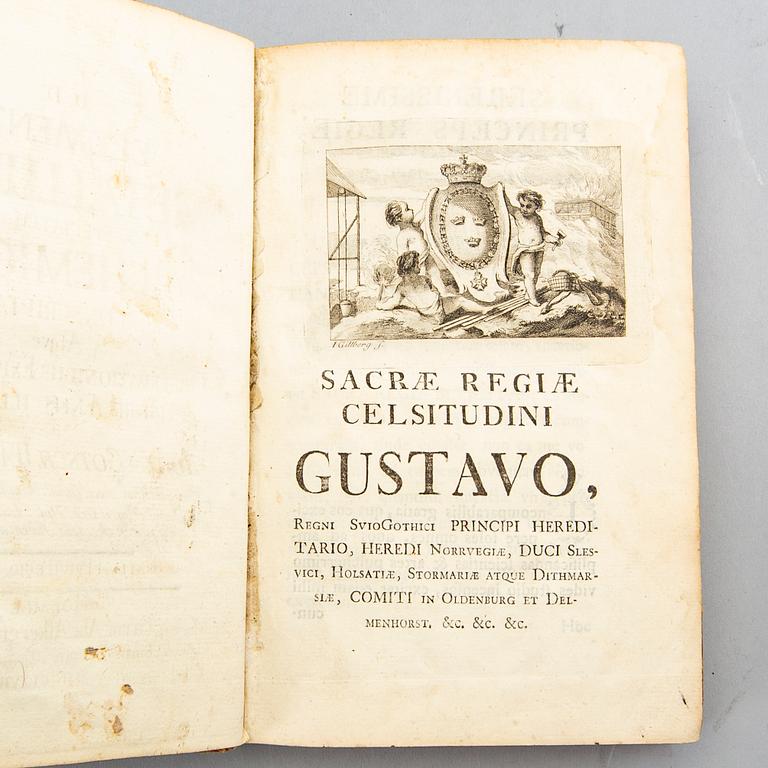 I Gillberg. f.
SACRÆ REGIÆ
CELSITUDINI
GUSTAVO,
REGNI SVIOGOTHICI PRINCIPI HEREDI-
TARIO, HEREDI NORRVEGIÆ, DUCI SLES-
VICI, HOLSATIÆ, STORMARIÆ ATQUE DITHMAR-
SIÆ, COMITI IN OLDENBURG ET DEL-
MENHORST. &c. &c. &c.